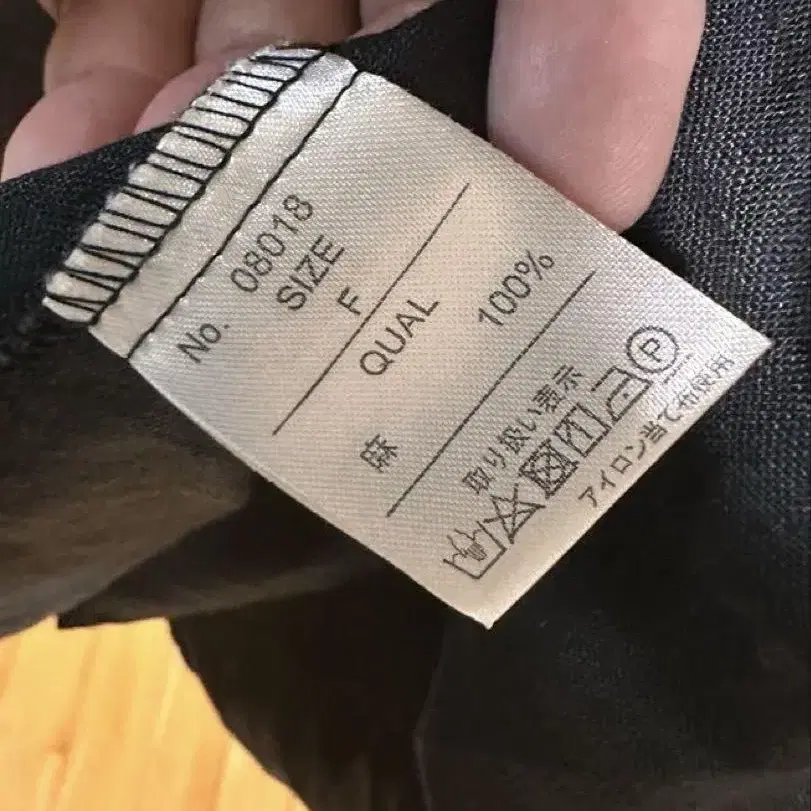 No. 08018
SIZE
F
QUAL
麻 100%
取り扱い表示
P
アイロン当て布使用